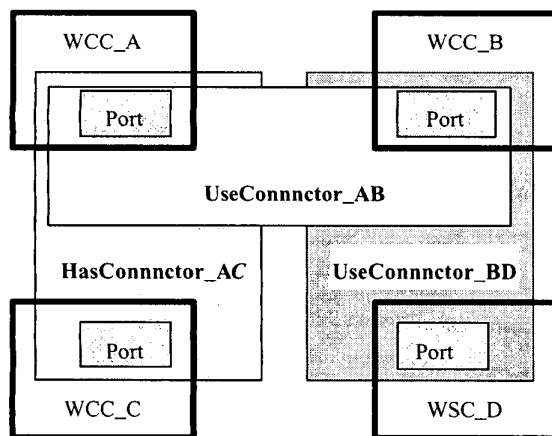 WCC_A
WCC_B
Port
Port
UseConnnctor_AB
HasConnnctor_AC
UseConnnctor_BD
Port
Port
WCC_C
WSC_D